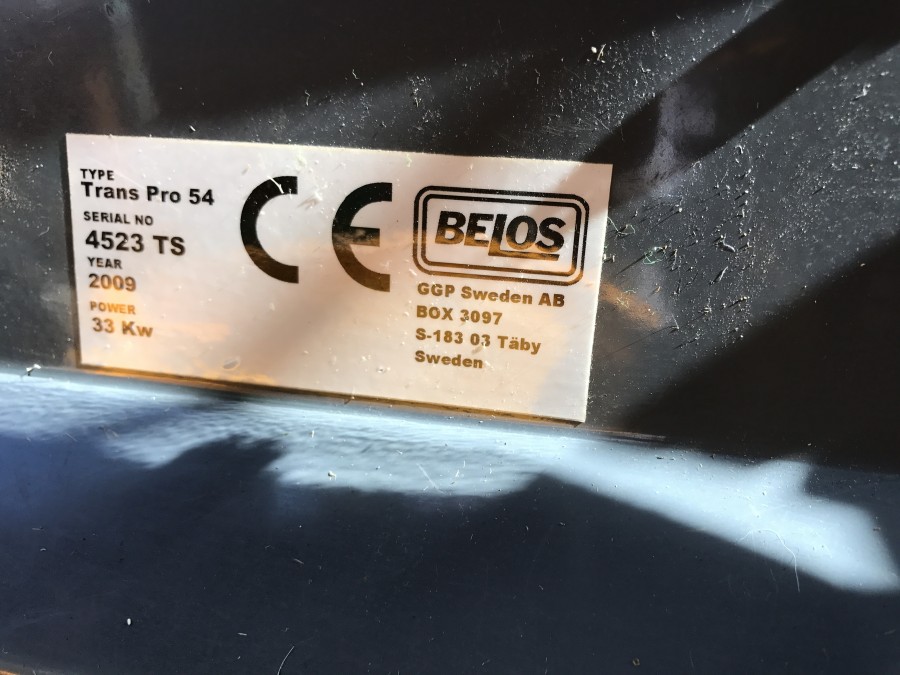 TYPE
Trans Pro 54
SERIAL NO
4523 TS
YEAR
2009
POWER
33 Kw
CE
BELOS
GGP Sweden AB
BOX 3097
S-183 03 Täby
Sweden